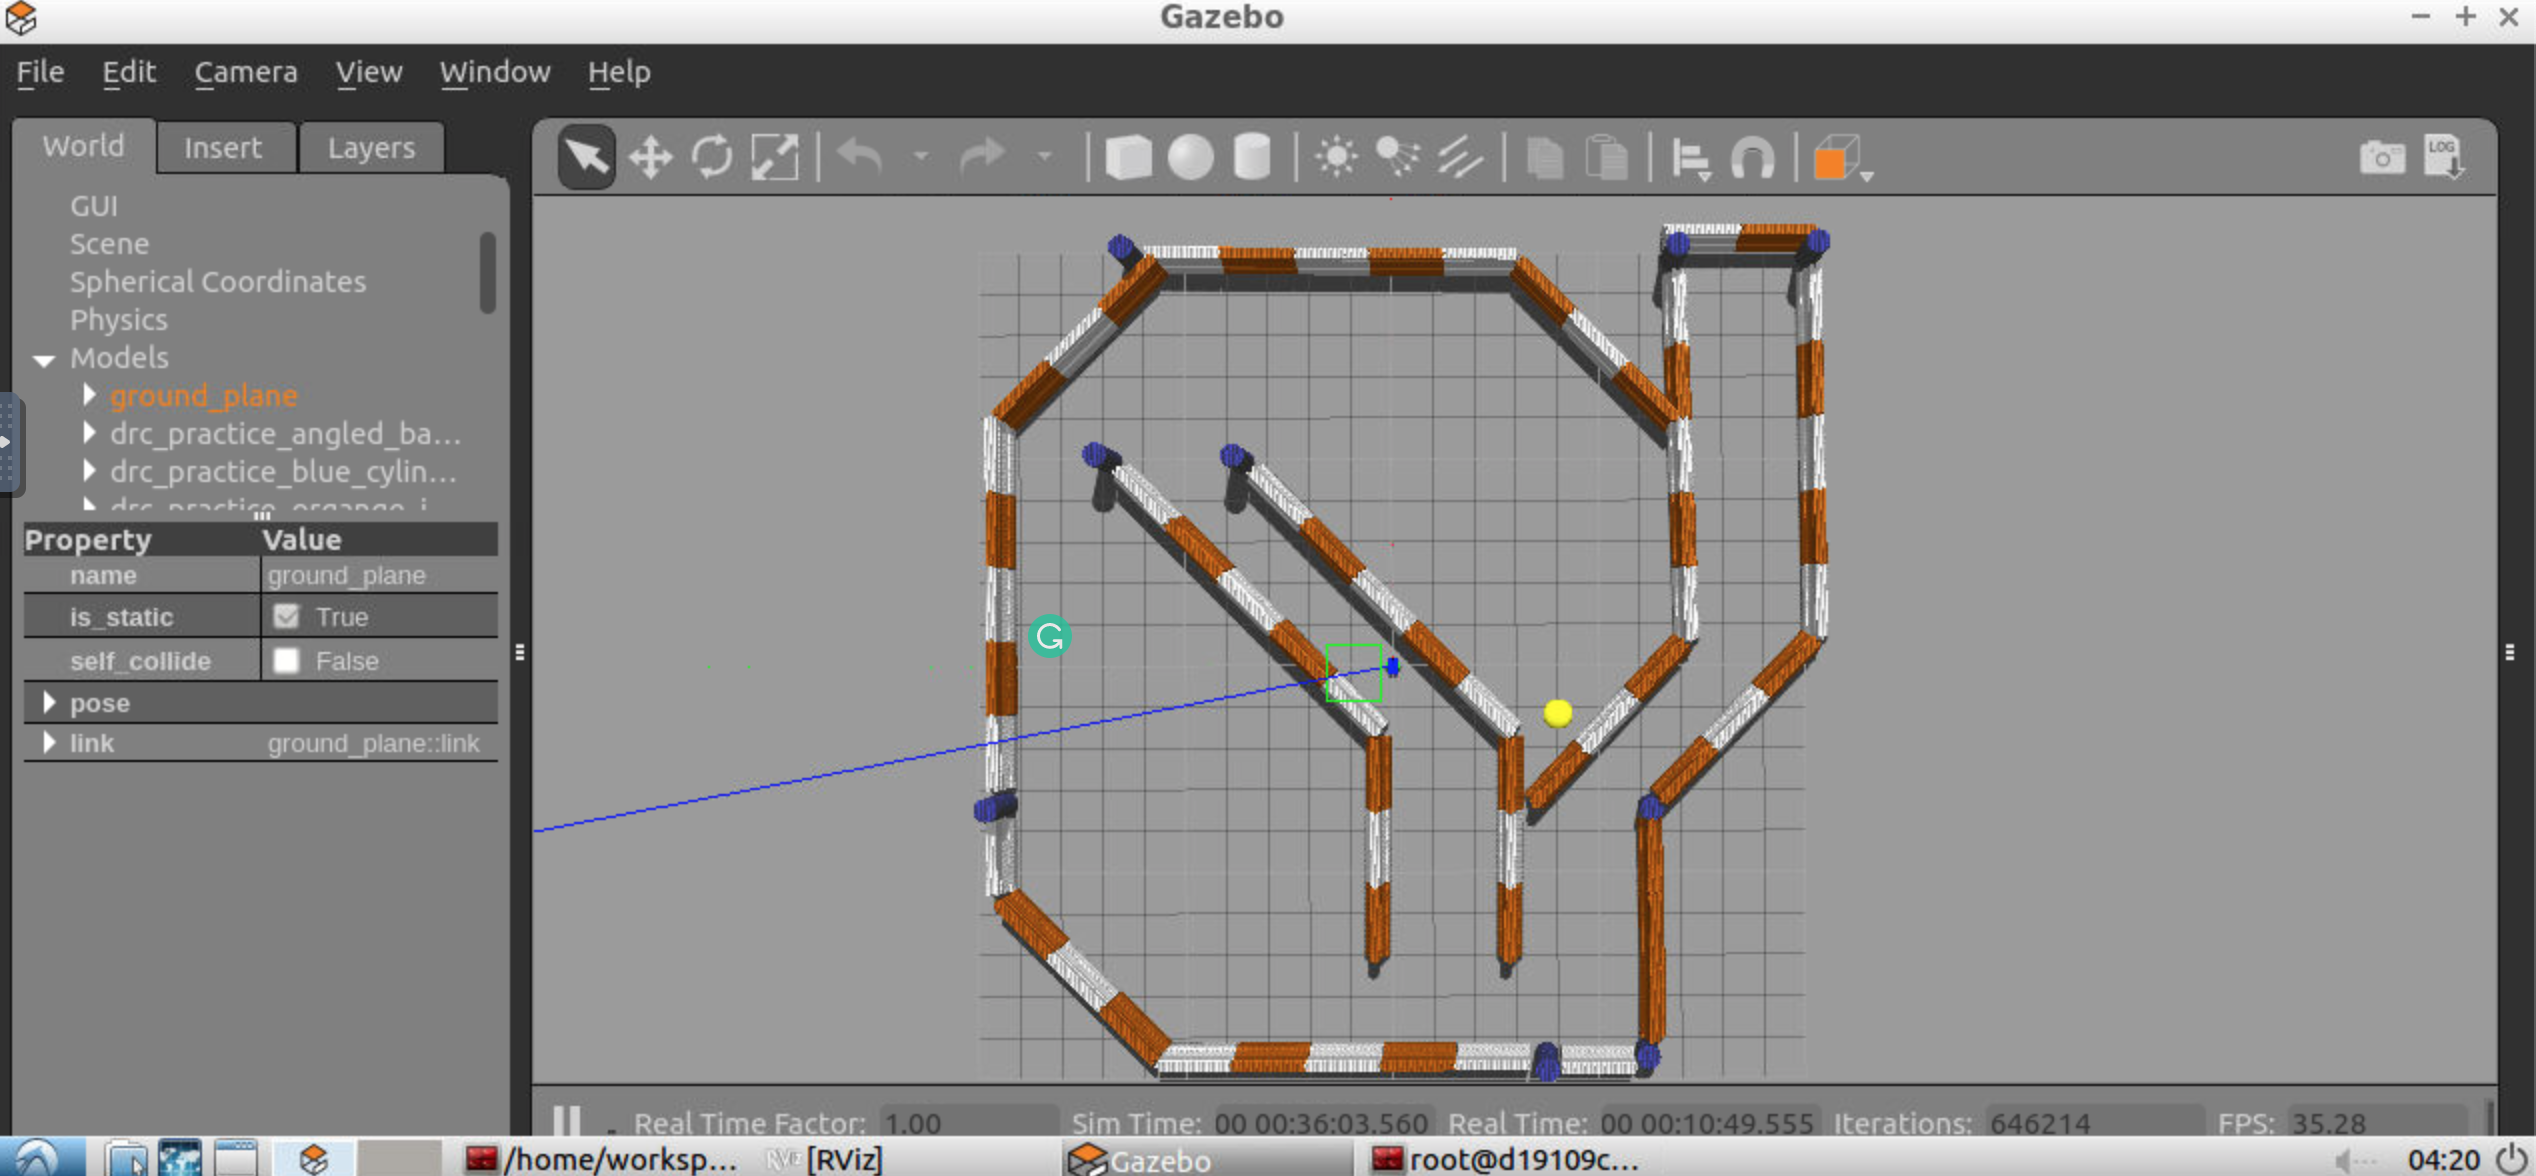 Gazebo
File Edit Camera View Window Help
World Insert Layers
LOG
GUI
Scene
Spherical Coordinates
Physics
Models
ground_plane
drc_practice_angled_ba...
drc_practice_blue_cylin...
Property Value
name ground_plane
is_static True
self_collide False
pose
link ground_plane::link
G
Real Time Factor: 1.00 Sim Time: 00 00:36:03.560 Real Time: 00 00:10:49.555 Iterations: 646214 FPS: 35.28
/home/worksp... RViz [RViz] Gazebo root@d19109c... 04:20